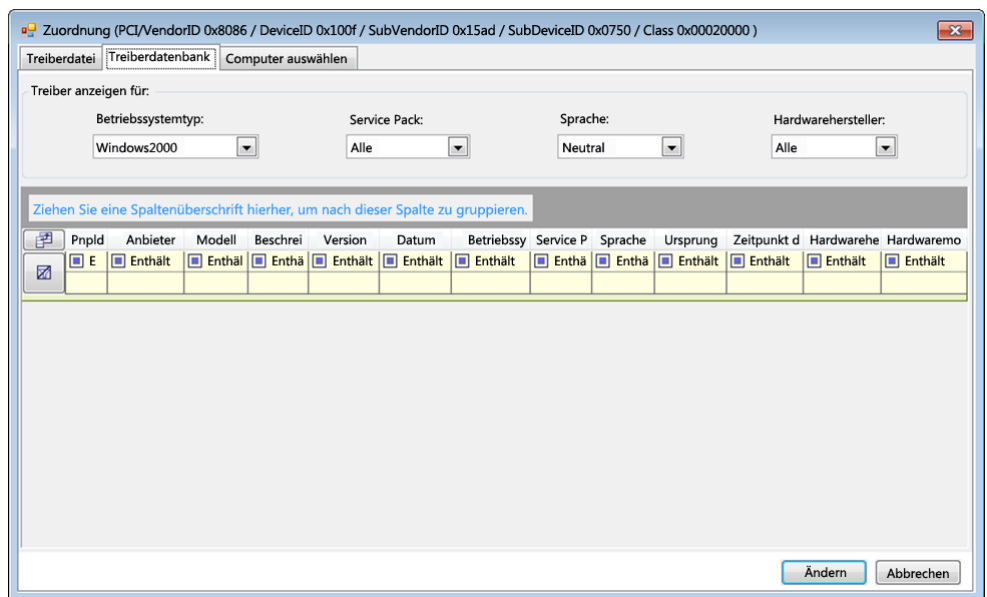 Zuordnung (PCI/VendorID 0x8086 / DeviceID 0x100f / SubVendorID 0x15ad / SubDeviceID 0x0750 / Class 0x00020000 )
Treiberdatei Treiberdatenbank Computer auswählen
Treiber anzeigen für:
Betriebssystemtyp: Service Pack: Sprache: Hardwarehersteller:
Windows2000 Alle Neutral Alle
Ziehen Sie eine Spaltenüberschrift hierher, um nach dieser Spalte zu gruppieren.
PnpId Anbieter Modell Beschrei Version Datum Betriebssy Service P Sprache Ursprung Zeitpunkt d Hardwarehe Hardwaremo
E Enthält Enthäl Enthä Enthält Enthält Enthält Enthä Enthä Enthält Enthält Enthält Enthält
Ändern Abbrechen